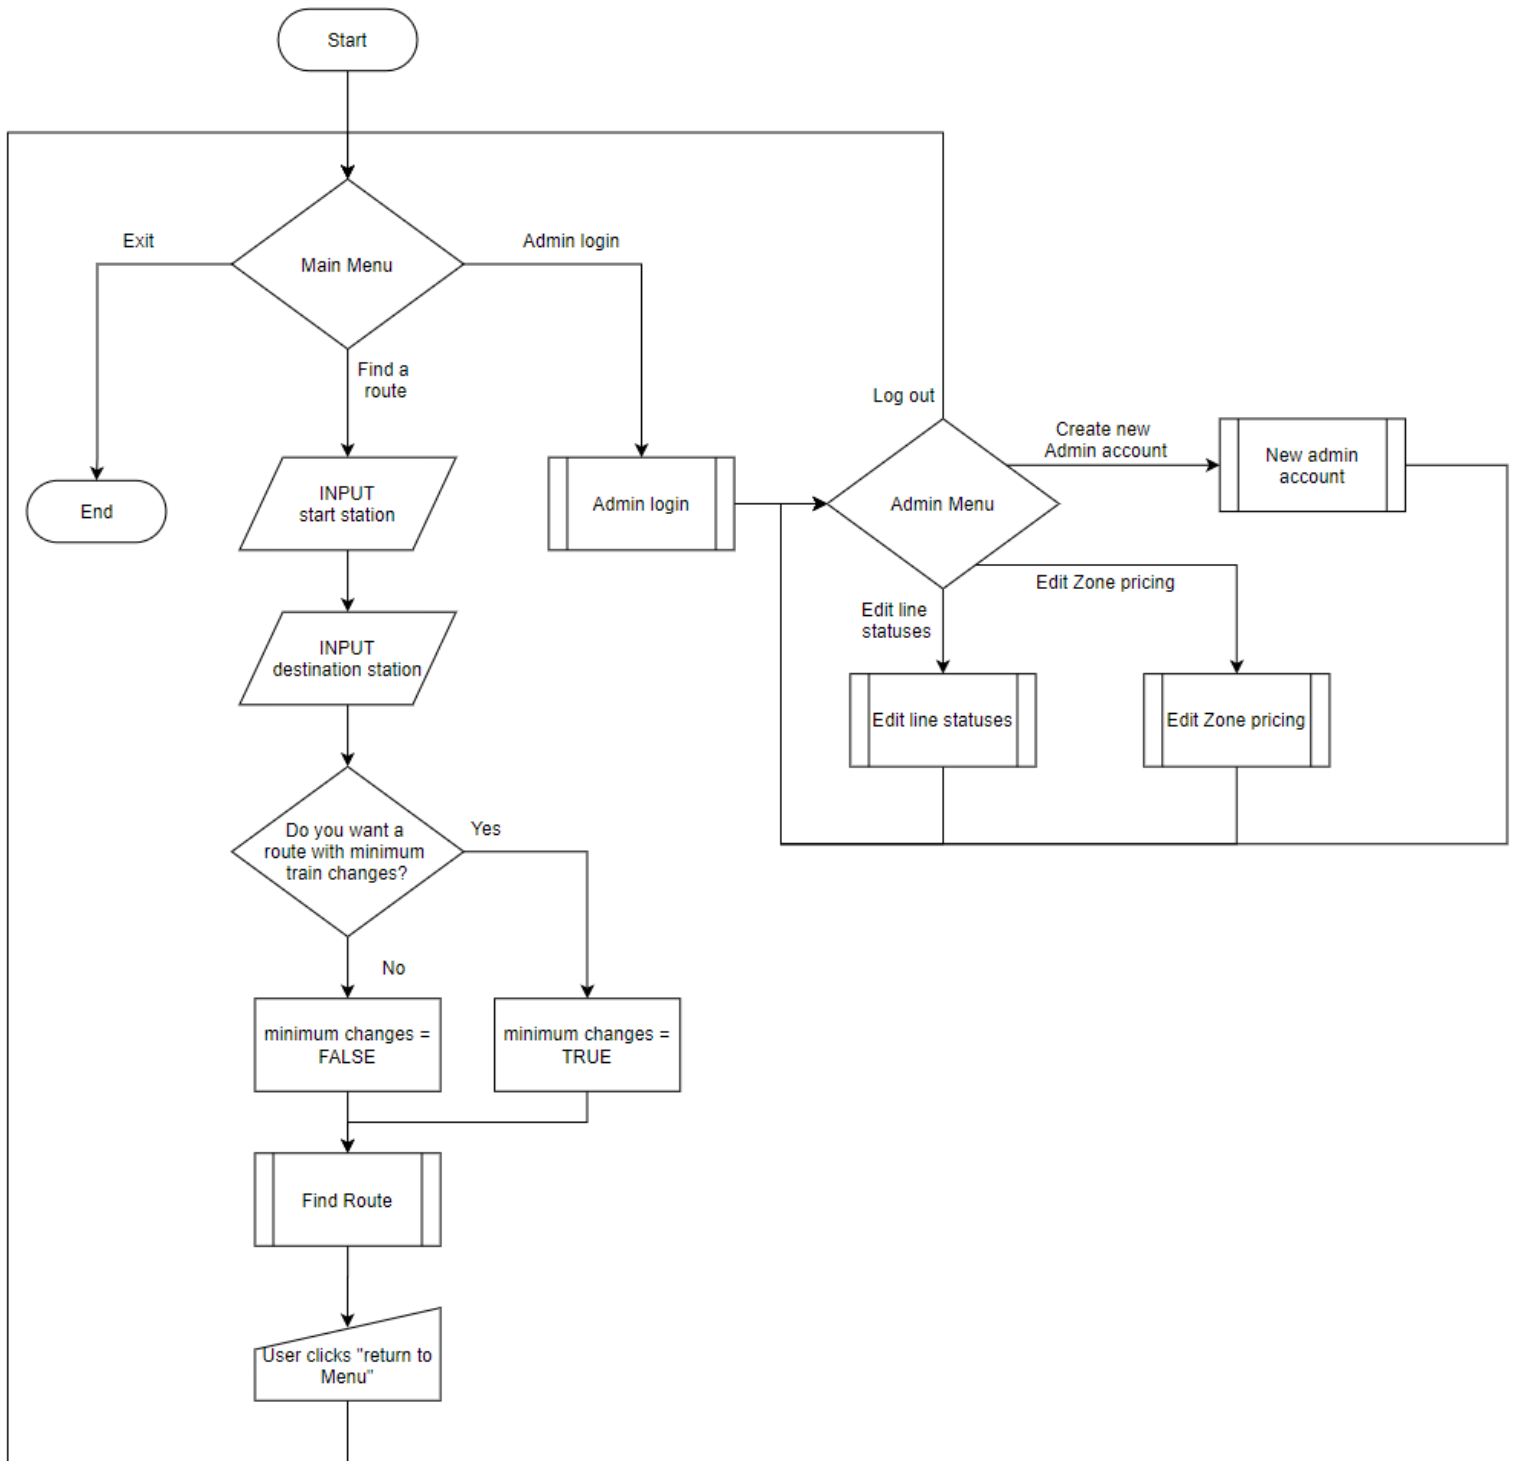 Start
Exit
Admin login
Main Menu
Find a
route
Log out
Create new
Admin account
New admin
account
INPUT
start station
End
Admin login
Admin Menu
Edit Zone pricing
Edit line
statuses
INPUT
destination station
Edit line statuses
Edit Zone pricing
Do you want a
route with minimum
train changes?
Yes
No
minimum changes =
FALSE
minimum changes =
TRUE
Find Route
User clicks "return to
Menu"